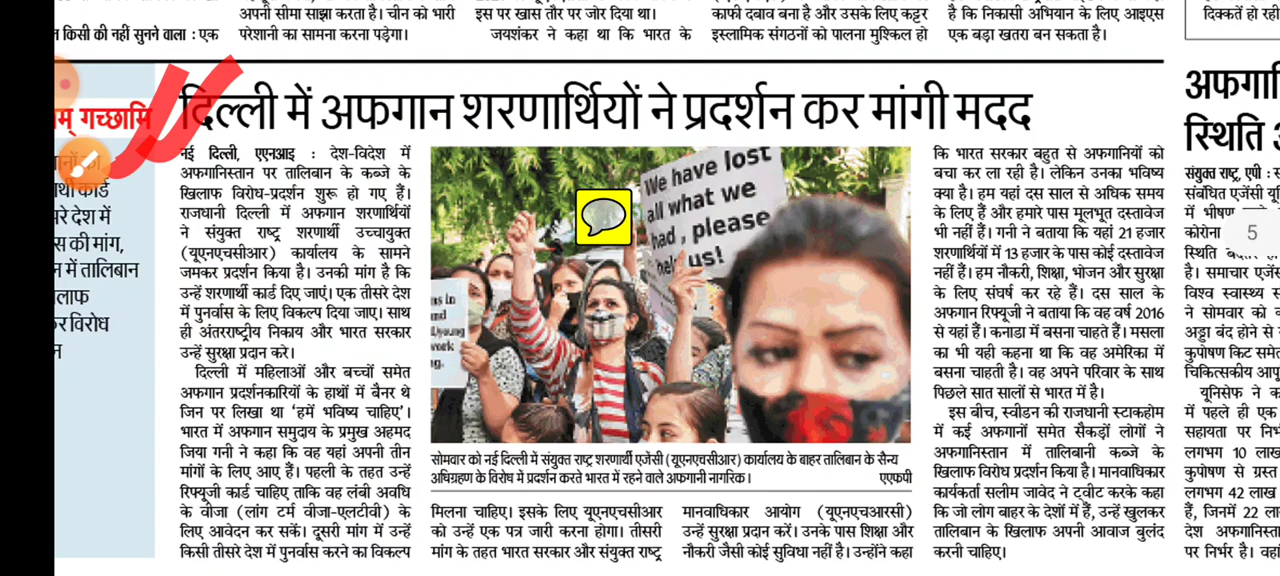 अपनी सीमा साझा करता है। चीन को भारी
परेशानी का सामना करना पड़ेगा।
किसी की नहीं सुनने वाला : एक
इस पर खास तौर पर जोर दिया था।
जयशंकर ने कहा था कि भारत के
काफी दबाव बना है और उसके लिए कट्टर
इस्लामिक संगठनों को पालना मुश्किल हो
है कि निकासी अभियान के लिए आइएस
एक बड़ा खतरा बन सकता है।
दिक्कतें हो रही
गच्छामि
कार्ड
रे देश में
स की मांग,
न में तालिबान
लाफ
र विरोध
न
दिल्ली में अफगान शरणार्थियों ने प्रदर्शन कर मांगी मदद
नई दिल्ली, एएनआइ : देश-विदेश में
अफगानिस्तान पर तालिबान के कब्जे के
खिलाफ विरोध-प्रदर्शन शुरू हो गए हैं।
राजधानी दिल्ली में अफगान शरणार्थियों
ने संयुक्त राष्ट्र शरणार्थी उच्चायुक्त
(यूएनएचसीआर) कार्यालय के सामने
जमकर प्रदर्शन किया है। उनकी मांग है कि
उन्हें शरणार्थी कार्ड दिए जाएं। एक तीसरे देश
में पुनर्वास के लिए विकल्प दिया जाए। साथ
ही अंतरराष्ट्रीय निकाय और भारत सरकार
उन्हें सुरक्षा प्रदान करे।
दिल्ली में महिलाओं और बच्चों समेत
अफगान प्रदर्शनकारियों के हाथों में बैनर थे
जिन पर लिखा था 'हमें भविष्य चाहिए'।
भारत में अफगान समुदाय के प्रमुख अहमद
जिया गनी ने कहा कि वह यहां अपनी तीन
मांगों के लिए आए हैं। पहली के तहत उन्हें
रिफ्यूजी कार्ड चाहिए ताकि वह लंबी अवधि
के वीजा (लांग टर्म वीजा-एलटीवी) के
लिए आवेदन कर सकें। दूसरी मांग में उन्हें
किसी तीसरे देश में पुनर्वास करने का विकल्प
We have lost
all what we
had , please
help us!
ns in
nd
young
work
g.
सोमवार को नई दिल्ली में संयुक्त राष्ट्र शरणार्थी एजेंसी (यूएनएचसीआर) कार्यालय के बाहर तालिबान के सैन्य
अधिग्रहण के विरोध में प्रदर्शन करते भारत में रहने वाले अफगानी नागरिक। एएफपी
मिलना चाहिए। इसके लिए यूएनएचसीआर
को उन्हें एक पत्र जारी करना होगा। तीसरी
मांग के तहत भारत सरकार और संयुक्त राष्ट्र
मानवाधिकार आयोग (यूएनएचआरसी)
उन्हें सुरक्षा प्रदान करें। उनके पास शिक्षा और
नौकरी जैसी कोई सुविधा नहीं है। उन्होंने कहा
कि भारत सरकार बहुत से अफगानियों को
बचा कर ला रही है। लेकिन उनका भविष्य
क्या है। हम यहां दस साल से अधिक समय
के लिए हैं और हमारे पास मूलभूत दस्तावेज
भी नहीं हैं। गनी ने बताया कि यहां 21 हजार
शरणार्थियों में 13 हजार के पास कोई दस्तावेज
नहीं हैं। हम नौकरी, शिक्षा, भोजन और सुरक्षा
के लिए संघर्ष कर रहे हैं। दस साल के
अफगान रिफ्यूजी ने बताया कि वह वर्ष 2016
से यहां हैं। कनाडा में बसना चाहते हैं। मसला
का भी यही कहना था कि वह अमेरिका में
बसना चाहती है। वह अपने परिवार के साथ
पिछले सात सालों से भारत में है।
इस बीच, स्वीडन की राजधानी स्टाकहोम
में कई अफगानों समेत सैकड़ों लोगों ने
अफगानिस्तान में तालिबानी कब्जे के
खिलाफ विरोध प्रदर्शन किया है। मानवाधिकार
कार्यकर्ता सलीम जावेद ने ट्वीट करके कहा
कि जो लोग बाहर के देशों में हैं, उन्हें खुलकर
तालिबान के खिलाफ अपनी आवाज बुलंद
करनी चाहिए।
अफगानि
स्थिति
संयुक्त राष्ट्र, एपी :
संबंधित एजेंसी यू
में भीषण
कोरोना
स्थिति
है। समाचार एजेंस
विश्व स्वास्थ्य स
ने सोमवार को
अड्डा बंद होने से
कुपोषण किट समेत
चिकित्सकीय आपू
यूनिसेफ ने क
में पहले ही एक
सहायता पर निर्भ
लगभग 10 लाख
कुपोषण से ग्रस्त
लगभग 42 लाख
हैं, जिनमें 22 ला
देश अफगानिस्ता
पर निर्भर है। वहां
5